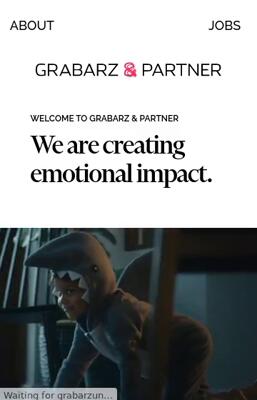 ABOUT JOBS
GRABARZ & PARTNER
WELCOME TO GRABARZ & PARTNER
We are creating
emotional impact.
Waiting for grabarzun...